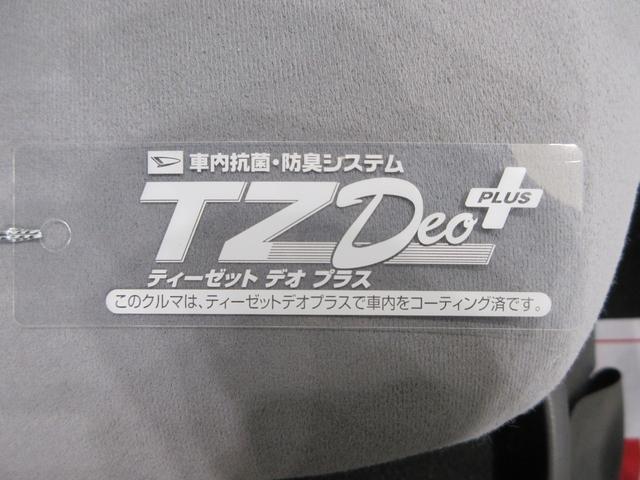 車内抗菌・防臭システム
TZ Deo PLUS
ティーゼット デオ プラス
このクルマは、ティーゼットデオプラスで車内をコーティング済です。